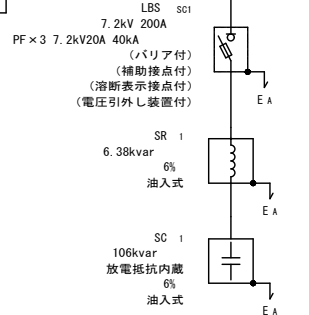 LBS SC1
7.2kV 200A
PF×3 7.2kV20A 40kA
(バリア付)
(補助接点付)
(溶断表示接点付)
(電圧引外し装置付)
EA
SR 1
6.38kvar
6%
油入式
EA
SC 1
106kvar
放電抵抗内蔵
6%
油入式
EA